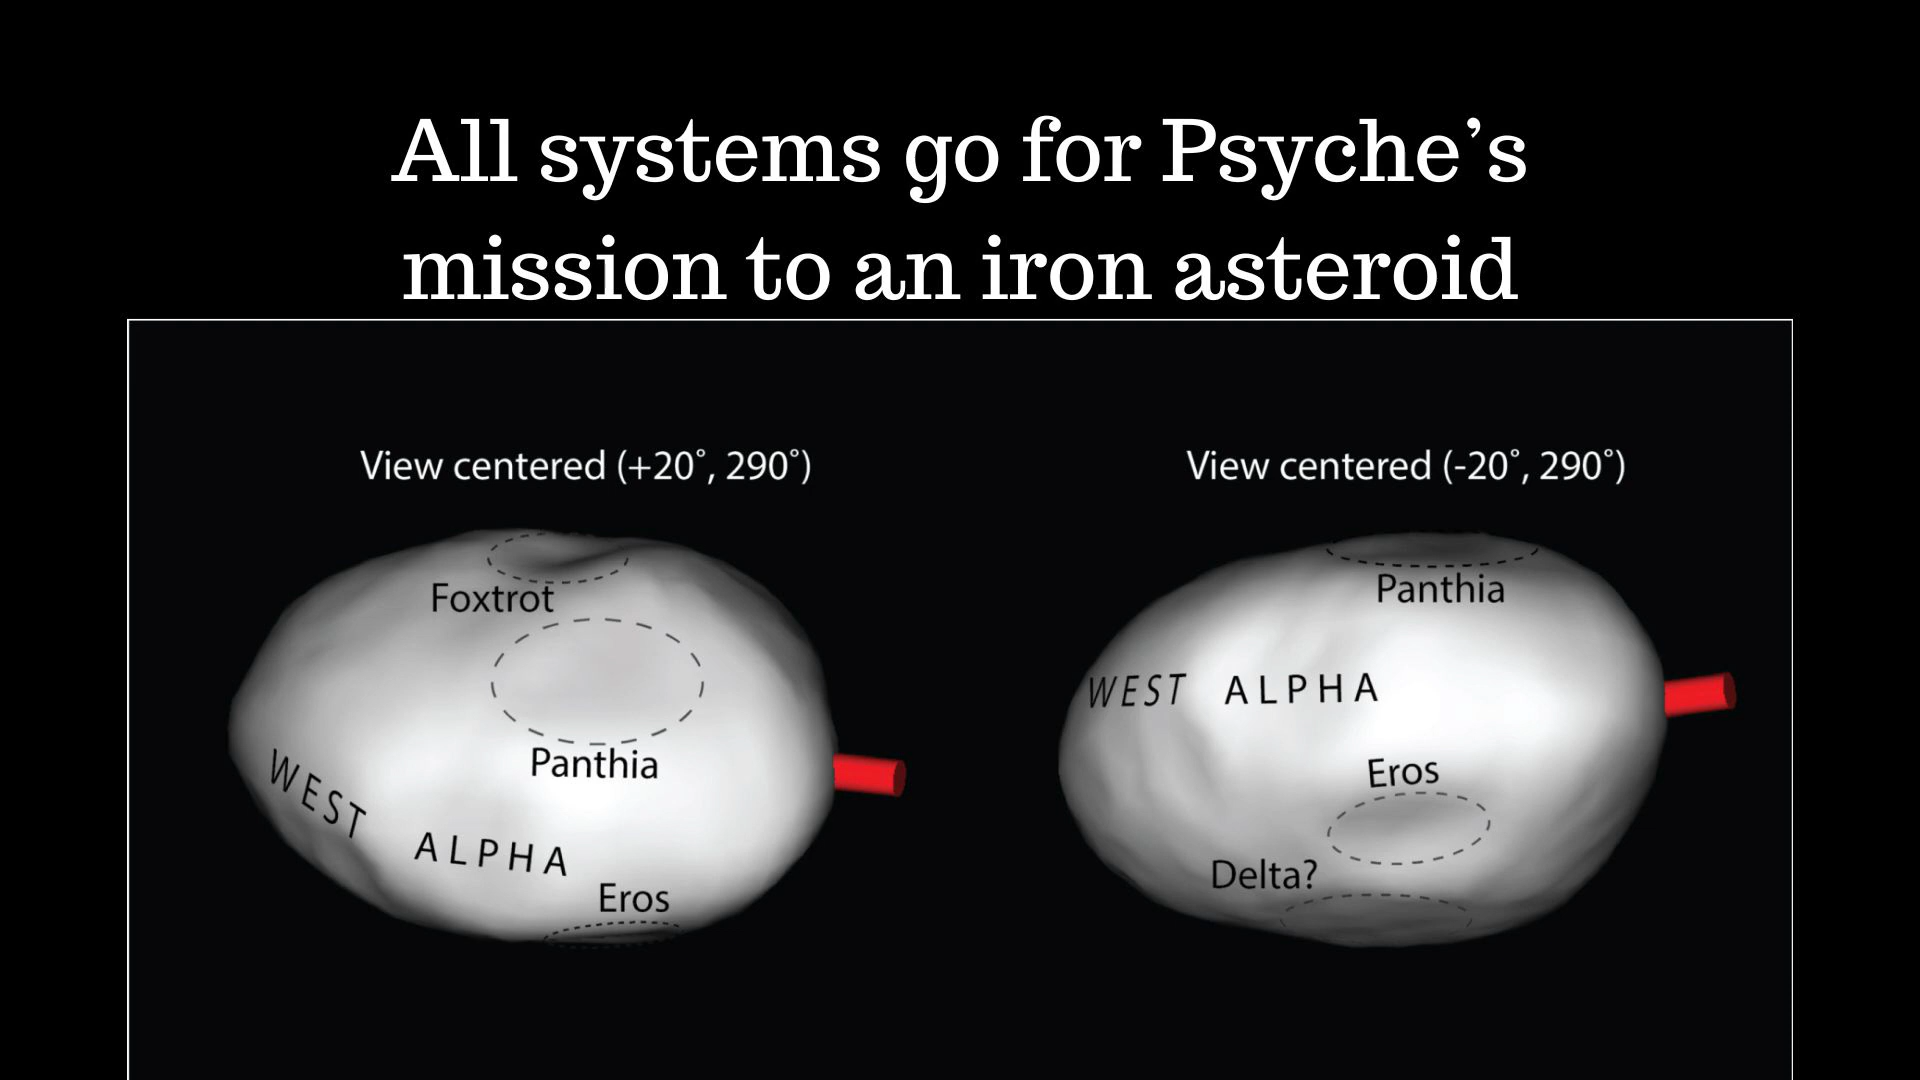 All systems go for Psyche’s
mission to an iron asteroid
View centered (+20˚, 290˚)
Foxtrot
Panthia
WEST ALPHA
Eros
View centered (-20˚, 290˚)
Panthia
WEST ALPHA
Eros
Delta?